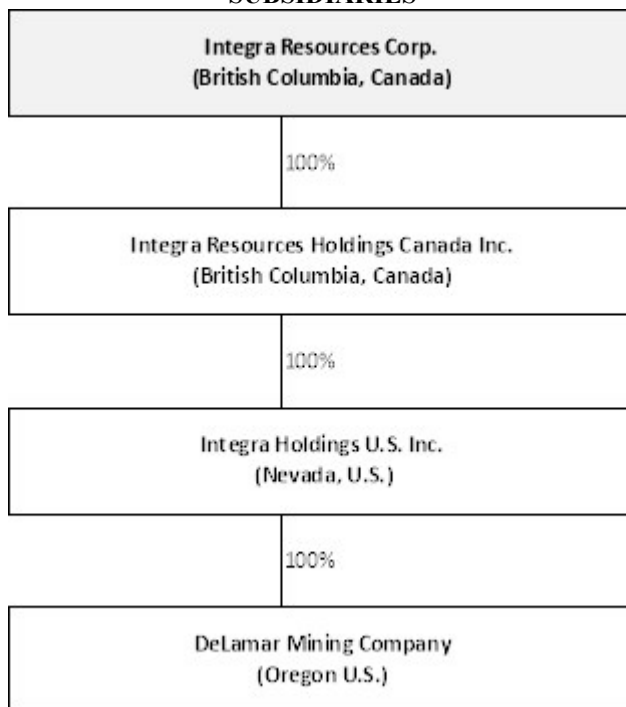 SUBSIDIARIES
Integra Resources Corp.
(British Columbia, Canada)
100%
Integra Resources Holdings Canada Inc.
(British Columbia, Canada)
100%
Integra Holdings U.S. Inc.
(Nevada, U.S.)
100%
DeLamar Mining Company
(Oregon U.S.)